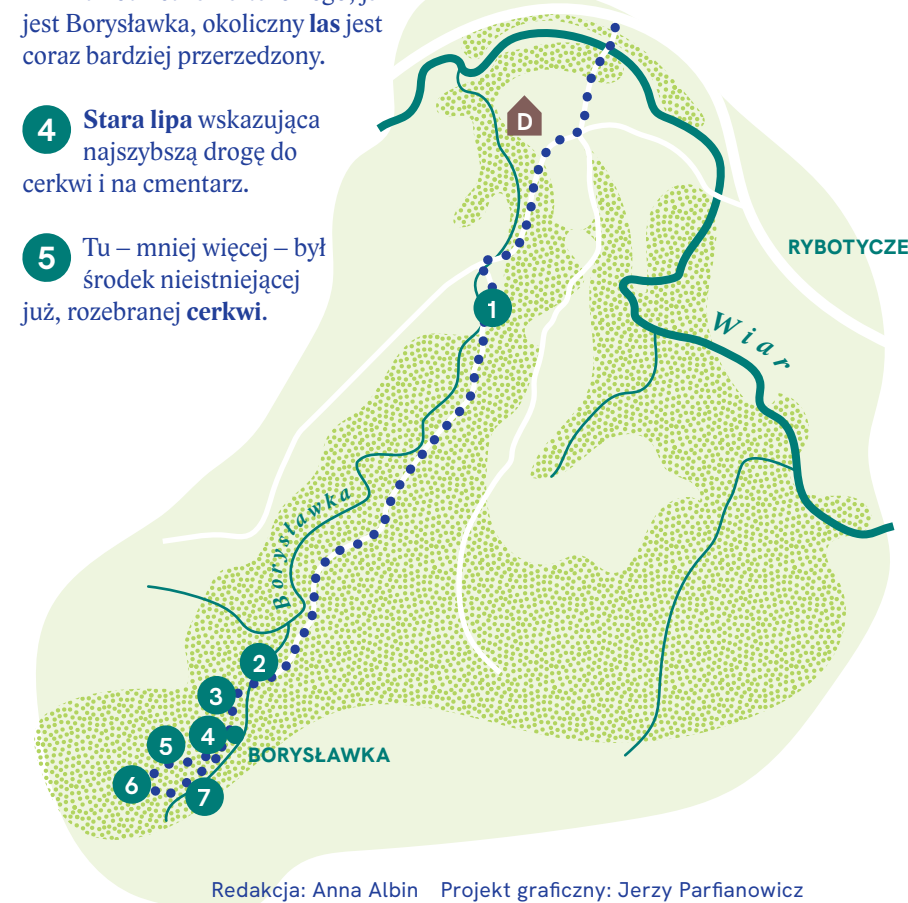 jest Borysławka, okoliczny las jest
coraz bardziej przerzedzony.
4 Stara lipa wskazująca
najszybszą drogę do
cerkwi i na cmentarz.
5 Tu – mniej więcej – był
środek nieistniejącej
już, rozebranej cerkwi.
D
RYBOTYCZE
1
Wiar
Borysławka
2
3
4
5
BORYSŁAWKA
6
7
Redakcja: Anna Albin Projekt graficzny: Jerzy Parfianowicz